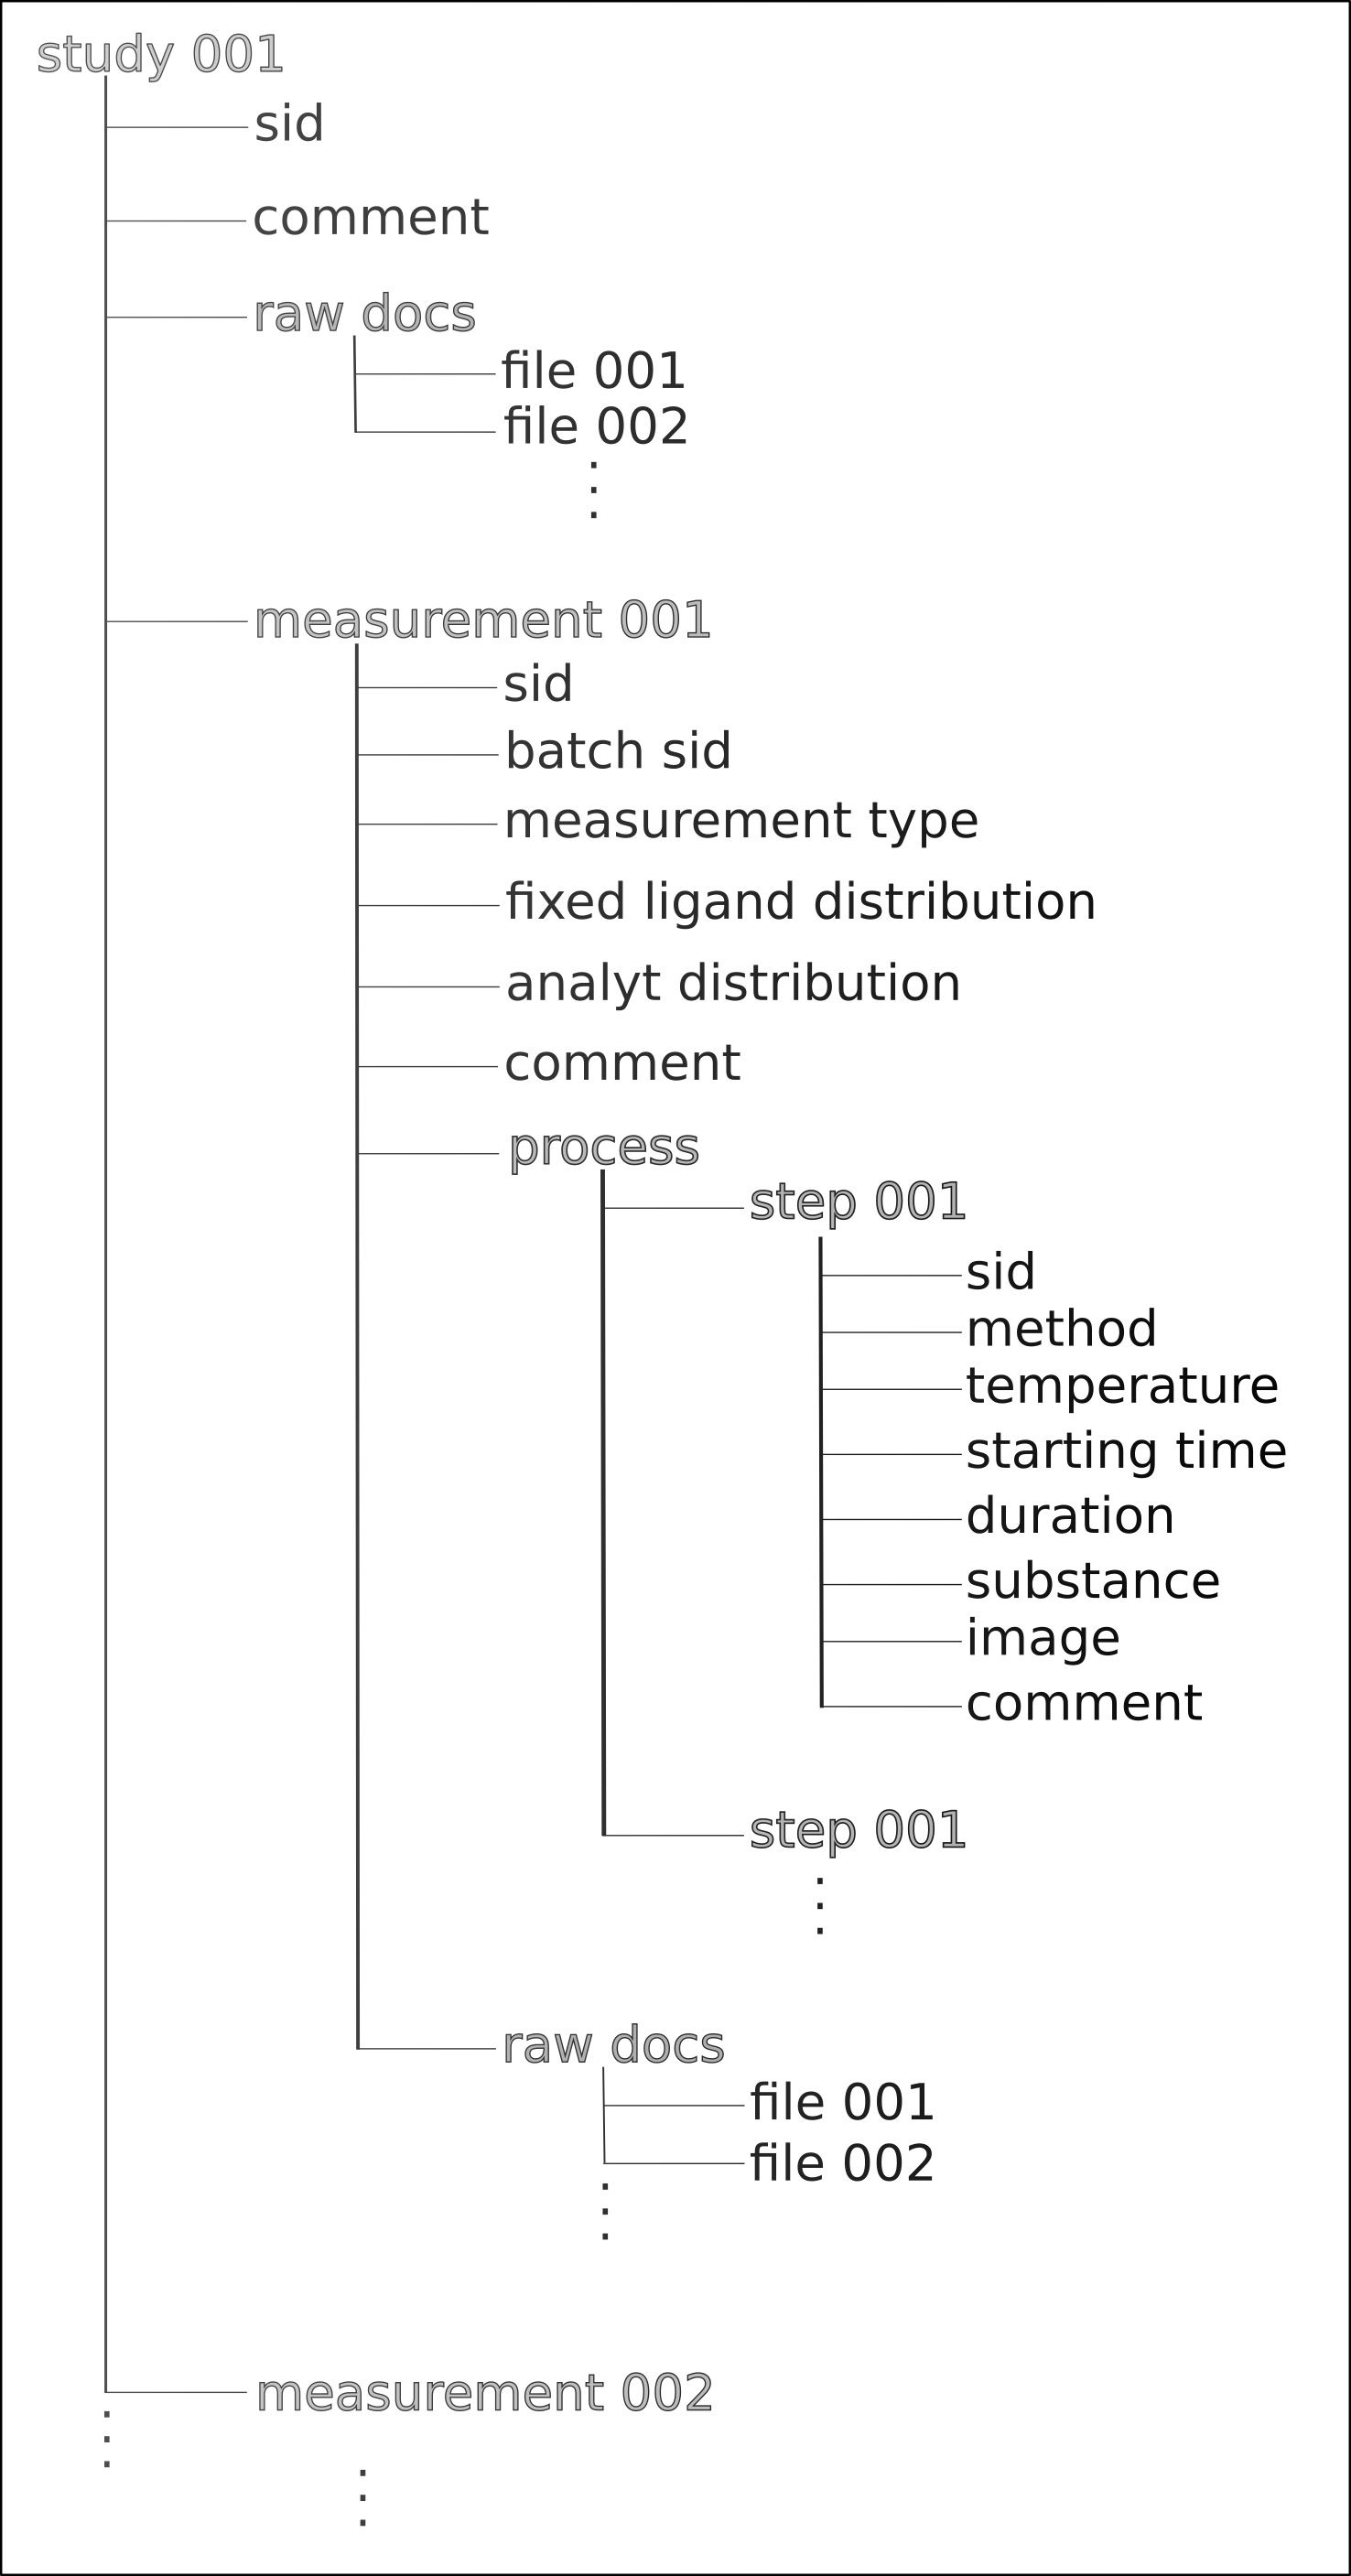 study 001
sid
comment
raw docs
file 001
file 002
measurement 001
sid
batch sid
measurement type
fixed ligand distribution
analyt distribution
comment
process
step 001
sid
method
temperature
starting time
duration
substance
image
comment
step 001
raw docs
file 001
file 002
measurement 002